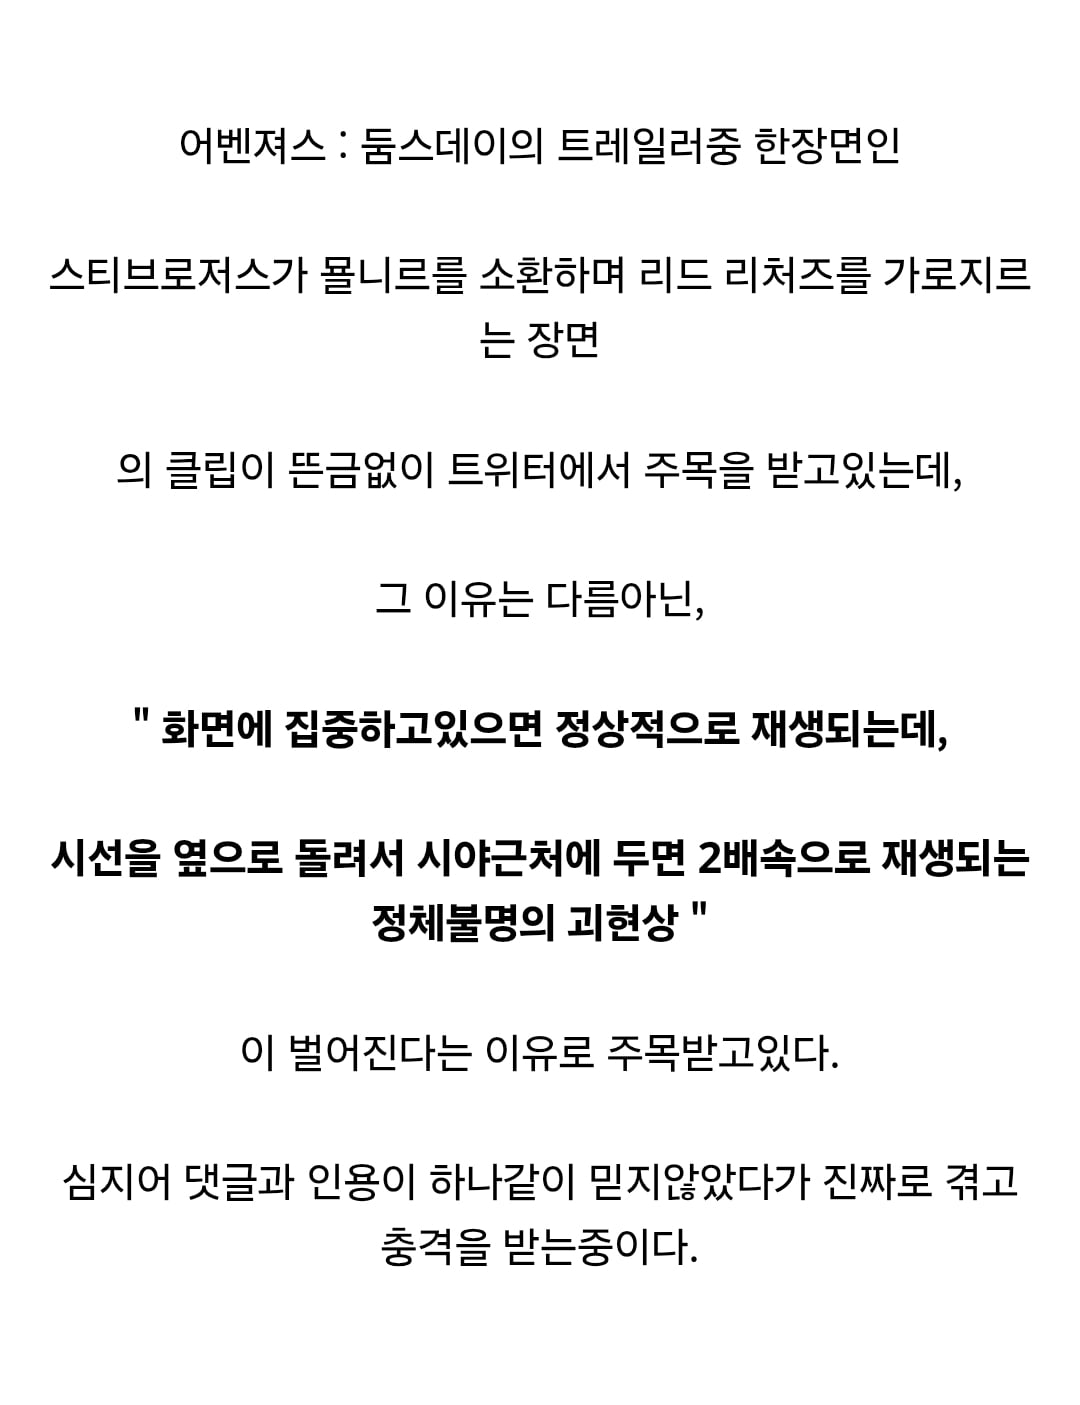 어벤져스 : 둠스데이의 트레일러중 한장면인
스티브로저스가 묠니르를 소환하며 리드 리처즈를 가로지르
는 장면
의 클립이 뜬금없이 트위터에서 주목을 받고있는데,
그 이유는 다름아닌,
" 화면에 집중하고있으면 정상적으로 재생되는데,
시선을 옆으로 돌려서 시야근처에 두면 2배속으로 재생되는
정체불명의 괴현상 "
이 벌어진다는 이유로 주목받고있다.
심지어 댓글과 인용이 하나같이 믿지않았다가 진짜로 겪고
충격을 받는중이다.